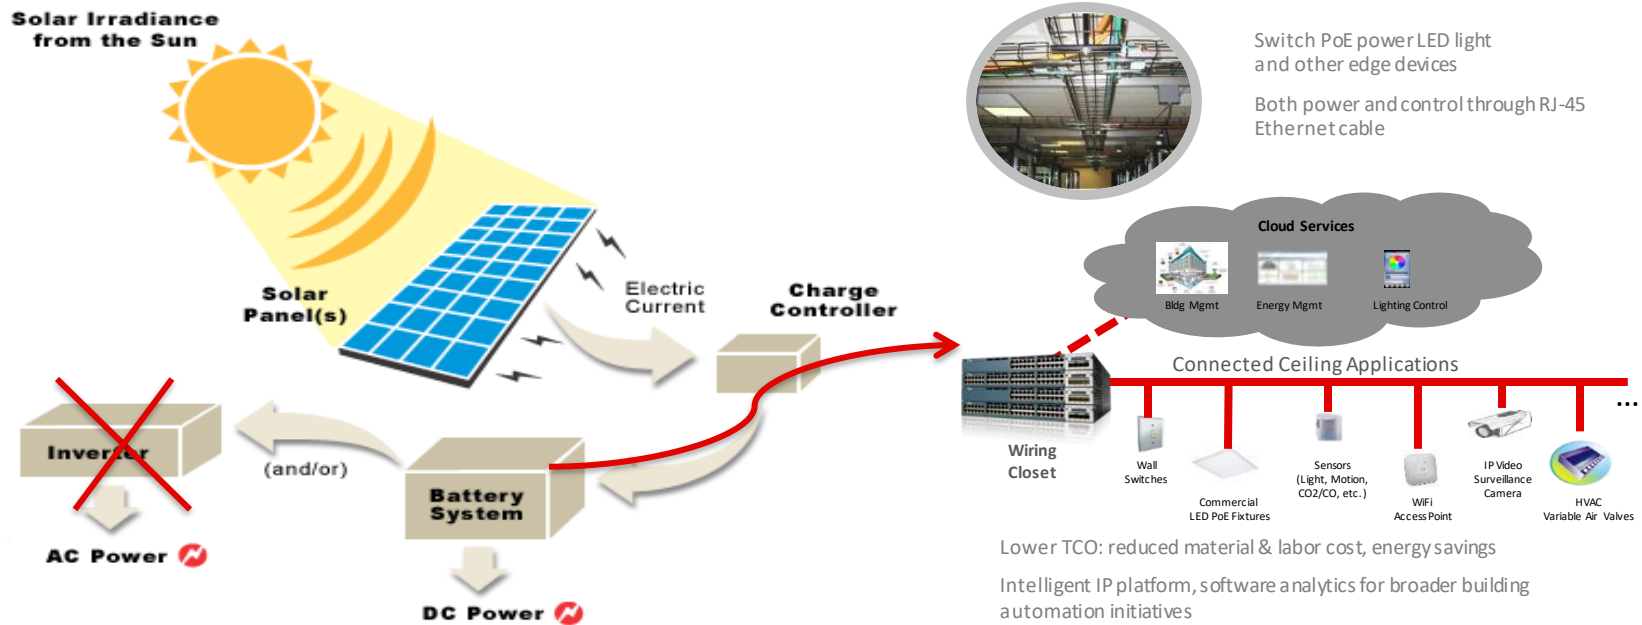 Solar Irradiance
from the Sun
Solar
Panel(s)
Electric
Current
Charge
Controller
Inverter
(and/or)
Battery
System
AC Power
DC Power
Switch PoE power LED light
and other edge devices
Both power and control through RJ-45
Ethernet cable
Cloud Services
Bldg Mgmt
Energy Mgmt
Lighting Control
Connected Ceiling Applications
...
Wiring
Closet
Wall
Switches
Commercial
LED PoE Fixtures
Sensors
(Light, Motion,
CO2/CO, etc.)
WiFi
Access Point
IP Video
Surveillance
Camera
HVAC
Variable Air Valves
Lower TCO: reduced material & labor cost, energy savings
Intelligent IP platform, software analytics for broader building
automation initiatives